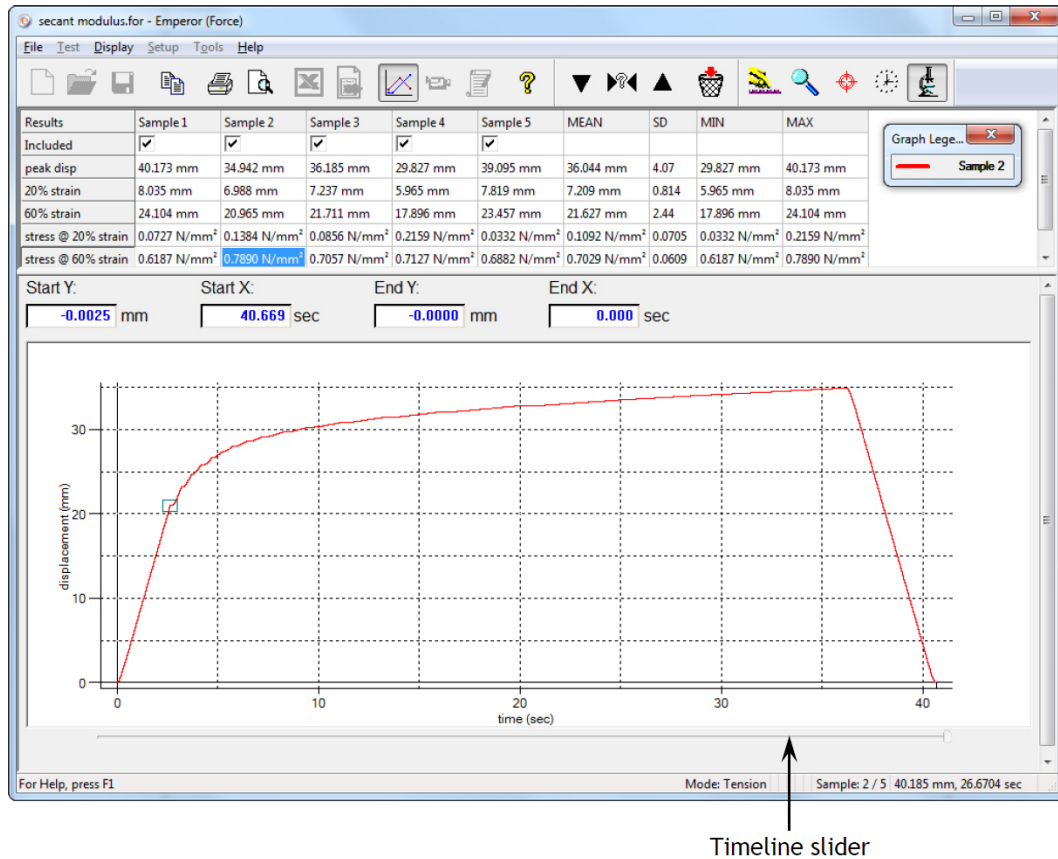 secant modulus.for - Emperor (Force)
File Test Display Setup Tools Help
Results Sample 1 Sample 2 Sample 3 Sample 4 Sample 5 MEAN SD MIN MAX
Included
peak disp 40.173 mm 34.942 mm 36.185 mm 29.827 mm 39.095 mm 36.044 mm 4.07 29.827 mm 40.173 mm
20% strain 8.035 mm 6.988 mm 7.237 mm 5.965 mm 7.819 mm 7.209 mm 0.814 5.965 mm 8.035 mm
60% strain 24.104 mm 20.965 mm 21.711 mm 17.896 mm 23.457 mm 21.627 mm 2.44 17.896 mm 24.104 mm
stress @ 20% strain 0.0727 N/mm² 0.1384 N/mm² 0.0856 N/mm² 0.2159 N/mm² 0.0332 N/mm² 0.1092 N/mm² 0.0705 0.0332 N/mm² 0.2159 N/mm²
stress @ 60% strain 0.6187 N/mm² 0.7890 N/mm² 0.7057 N/mm² 0.7127 N/mm² 0.6882 N/mm² 0.7029 N/mm² 0.0609 0.6187 N/mm² 0.7890 N/mm²
Graph Lege...
Sample 2
Start Y: Start X: End Y: End X:
-0.0025 mm 40.669 sec -0.0000 mm 0.000 sec
30
20
10
0
displacement (mm)
0 10 20 30 40
time (sec)
For Help, press F1 Mode: Tension Sample: 2 / 5 40.185 mm, 26.6704 sec
Timeline slider